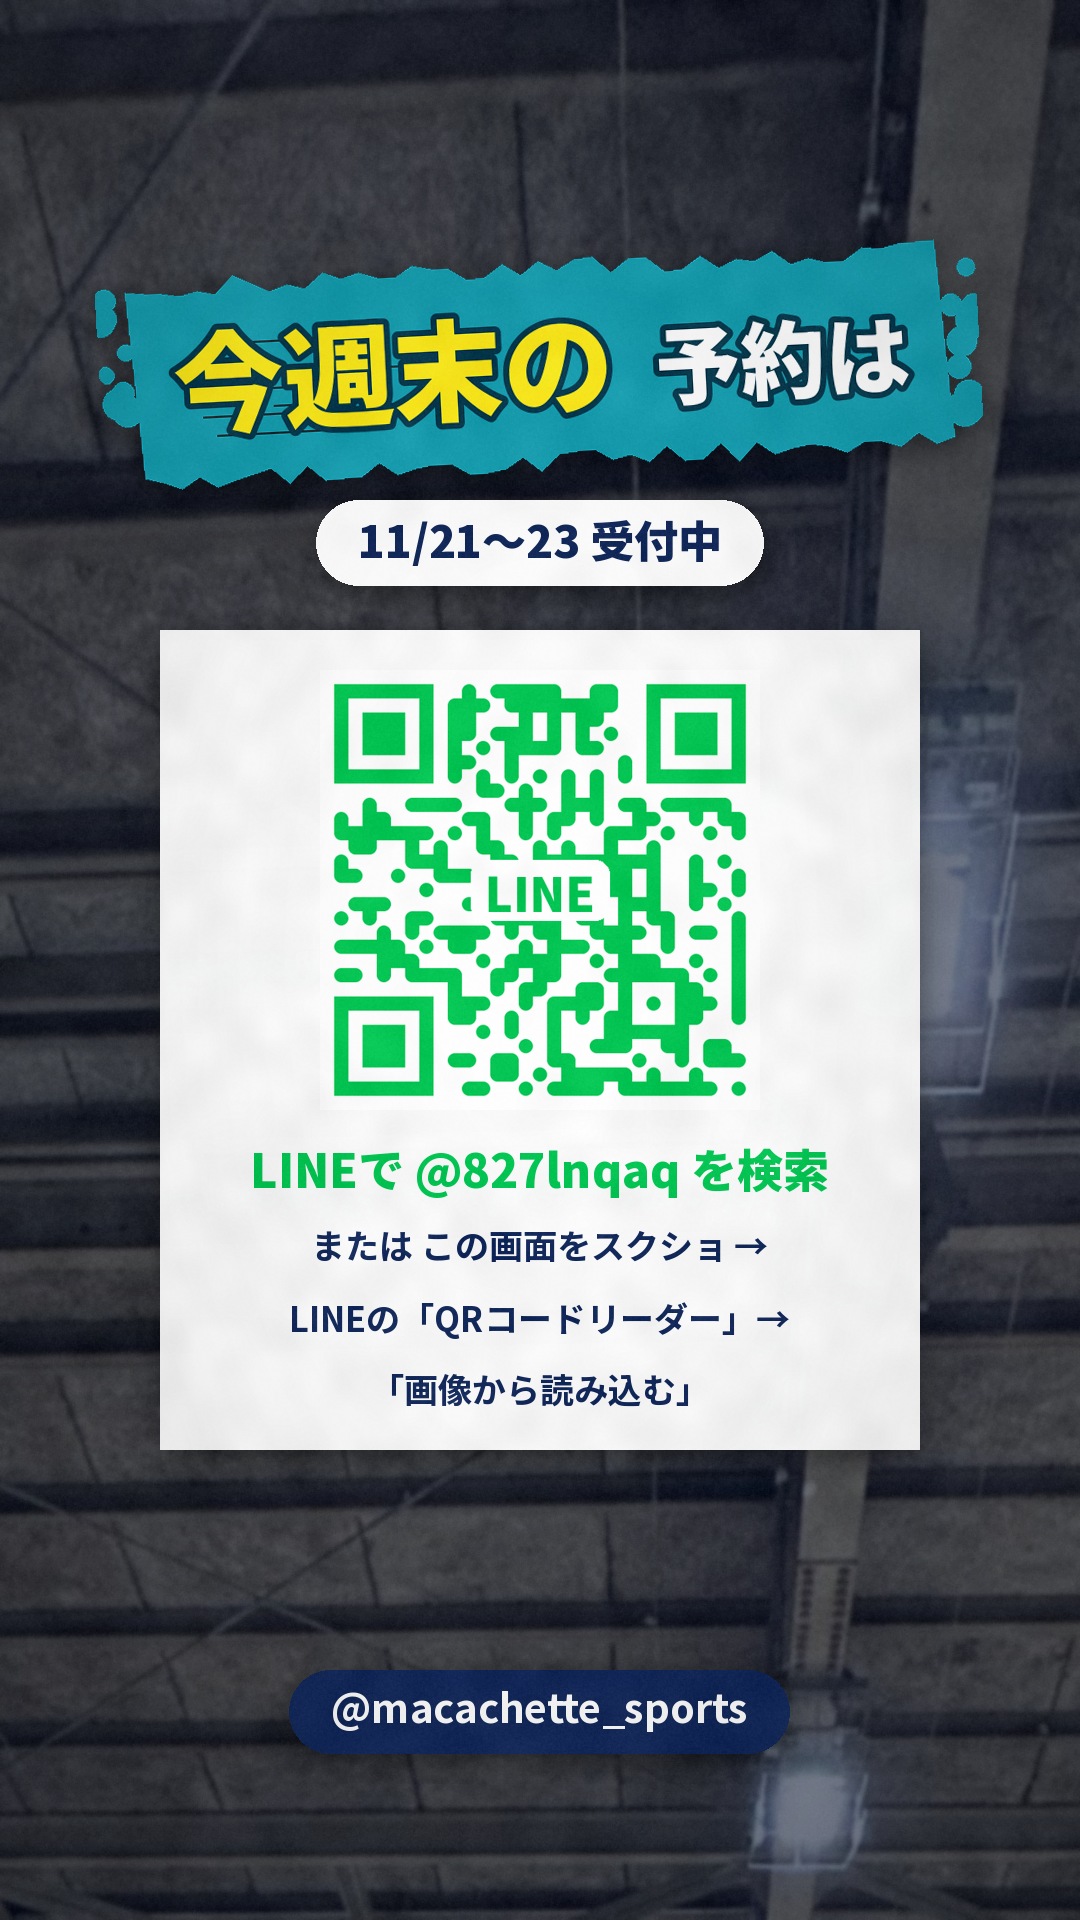 今週末の 予約は
11/21〜23 受付中
LINE
LINEで @827lnqaq を検索
または この画面をスクショ →
LINEの「QRコードリーダー」→
「画像から読み込む」
@macachette_sports